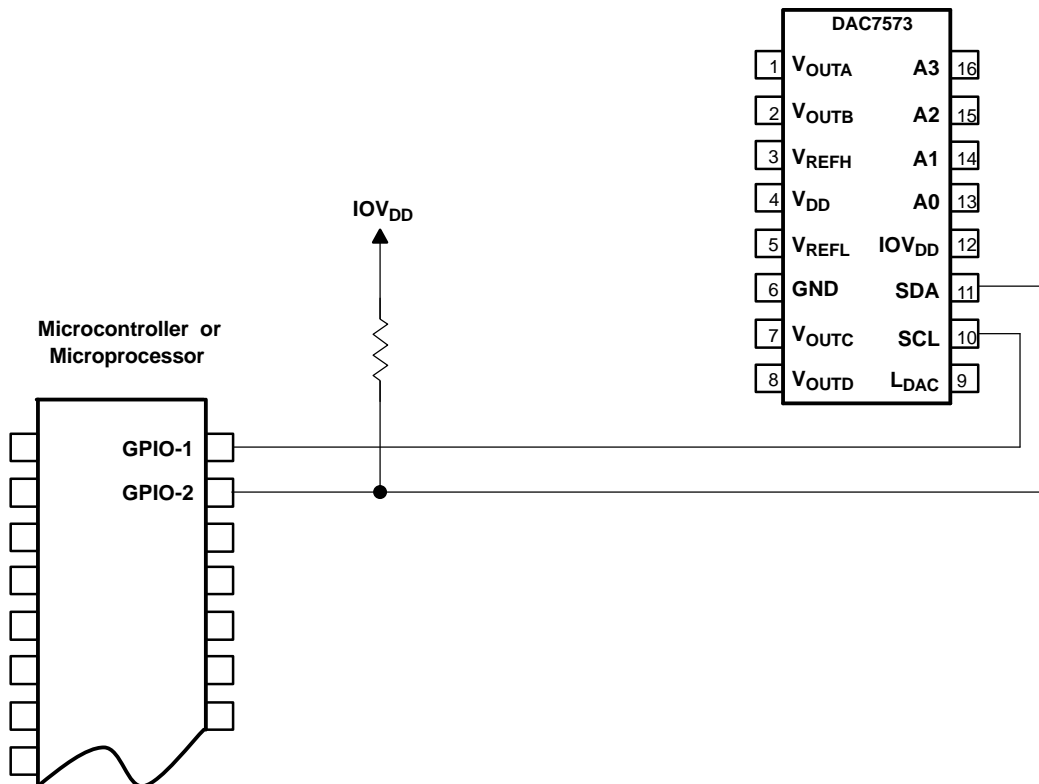 DAC7573
1 VOUTA A3 16
2 VOUTB A2 15
3 VREFH A1 14
4 VDD A0 13
5 VREFL IOVDD 12
6 GND SDA 11
7 VOUTC SCL 10
8 VOUTD LDAC 9
IOVDD
Microcontroller or
Microprocessor
GPIO-1
GPIO-2